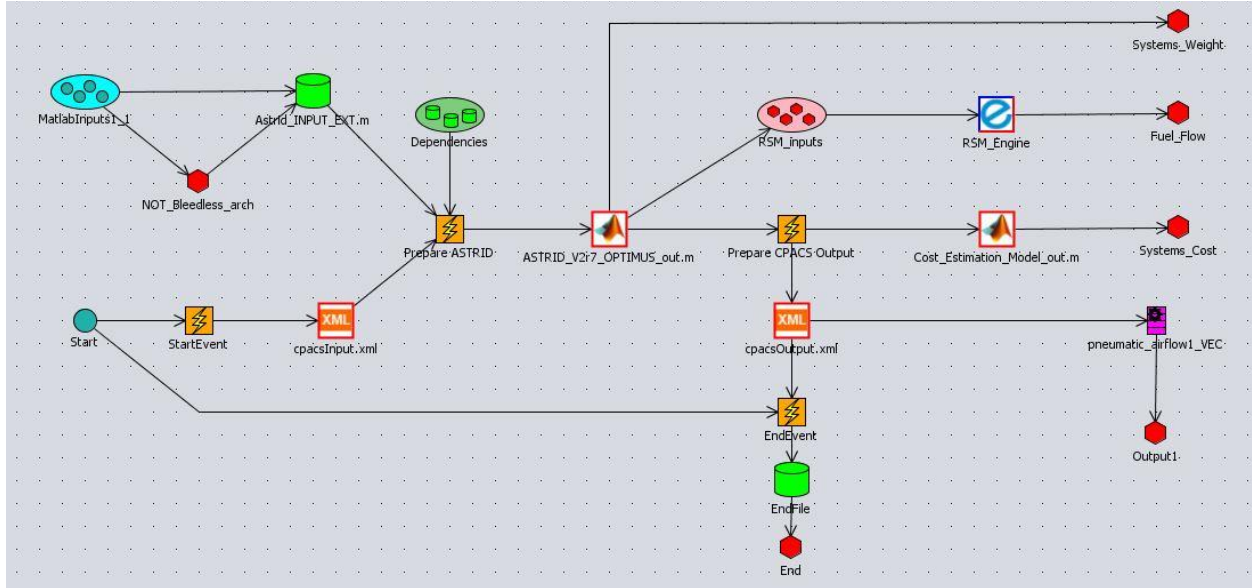 Systems_Weight
MatlabInputs1_1
Astrid_INPUT_EXT.m
Dependencies
RSM_inputs
e
RSM_Engine
Fuel_Flow
NOT_Bleedless_arch
Prepare ASTRID
ASTRID_V2r7_OPTIMUS_out.m
Prepare CPACS Output
Cost_Estimation_Model_out.m
Systems_Cost
Start
StartEvent
XML
cpacsInput.xml
XML
cpacsOutput.xml
pneumatic_airflow1_VEC
EndEvent
Output1
EndFile
End